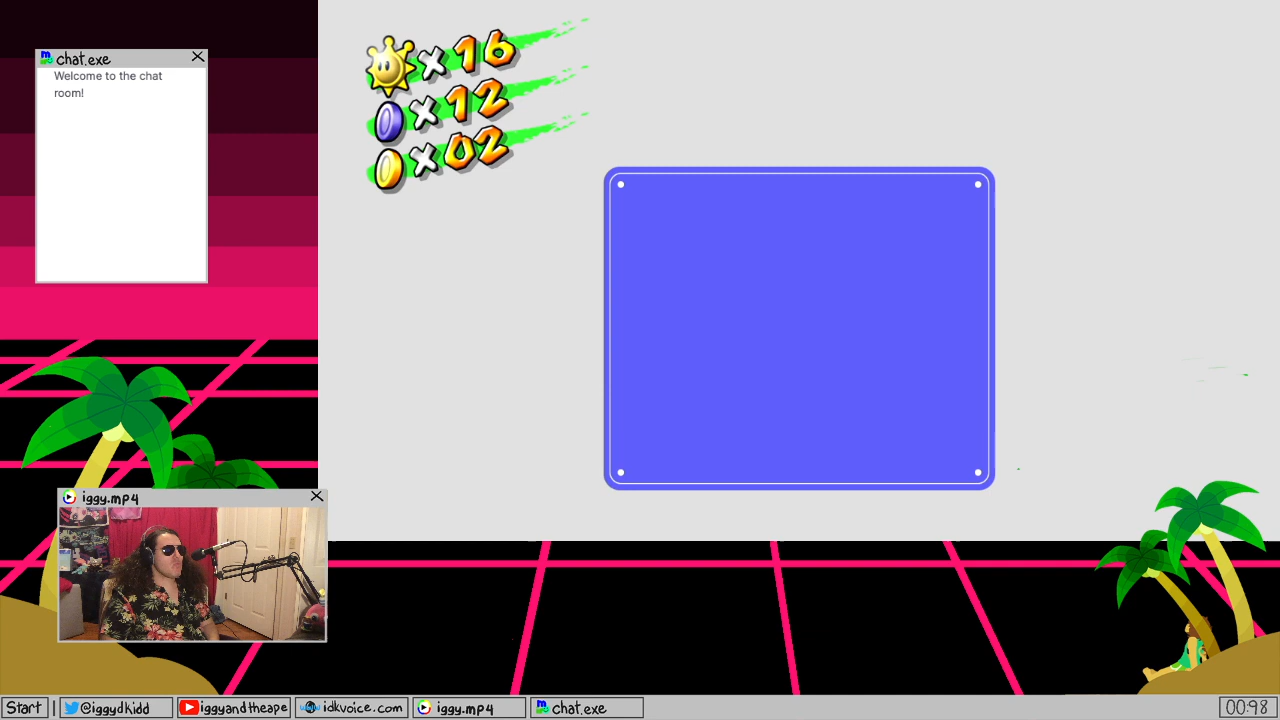 chat.exe
Welcome to the chat
room!
x 16
x 12
x 02
iggy.mp4
Start | @iggydkidd iggyandtheape www idkvoice.com iggy.mp4 chat.exe 00:98